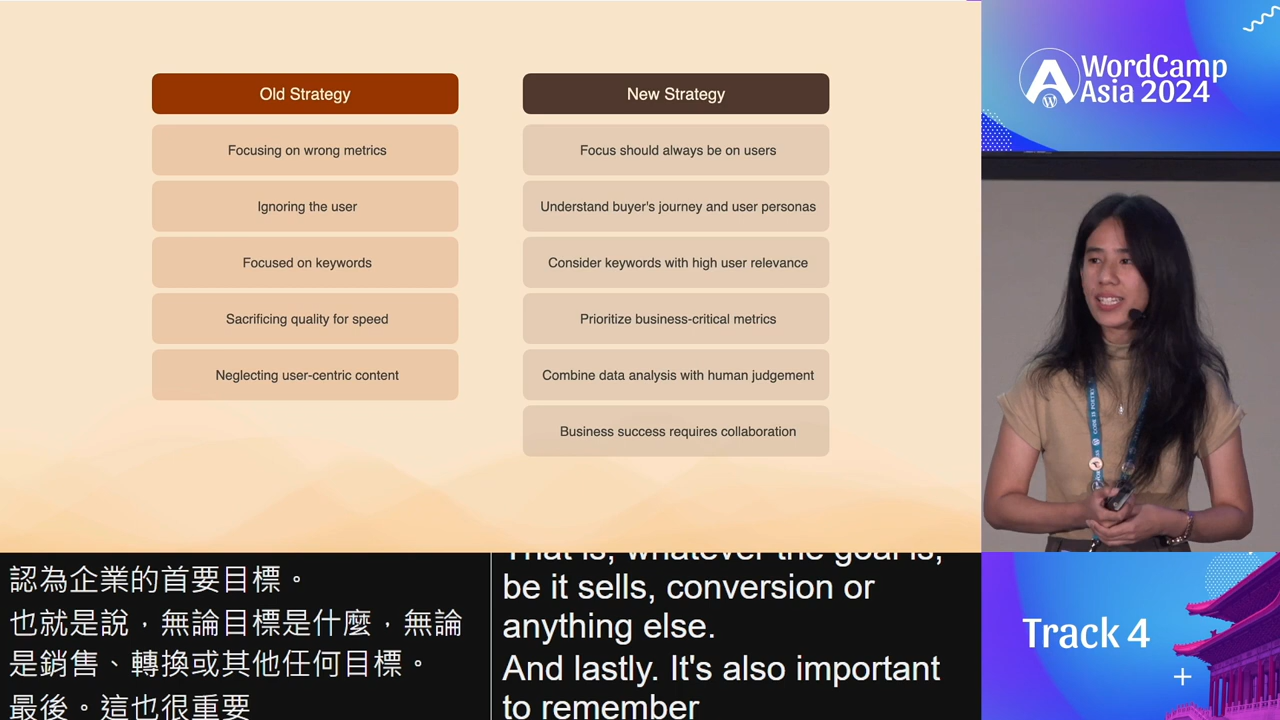 Old Strategy
Focusing on wrong metrics
Ignoring the user
Focused on keywords
Sacrificing quality for speed
Neglecting user-centric content
New Strategy
Focus should always be on users
Understand buyer's journey and user personas
Consider keywords with high user relevance
Prioritize business-critical metrics
Combine data analysis with human judgement
Business success requires collaboration
WordCamp
Asia 2024
認為企業的首要目標。
也就是說，無論目標是什麼，無論
是銷售、轉換或其他任何目標。
最後。這也很重要
That is, whatever the goal is,
be it sells, conversion or
anything else.
And lastly. It's also important
to remember
Track 4